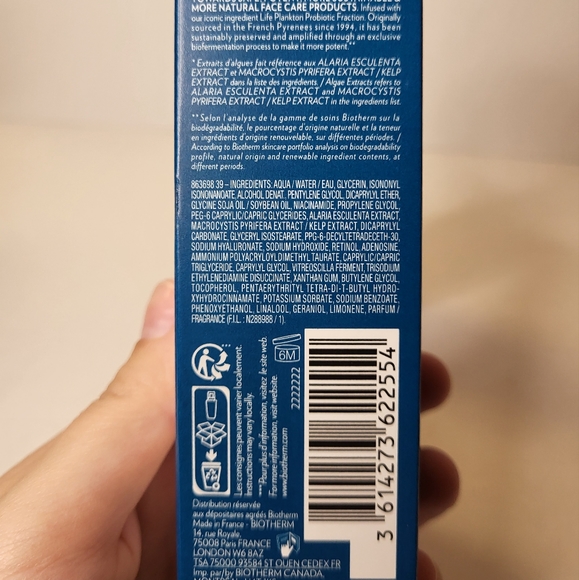 MORE NATURAL FACE CARE PRODUCTS. Infused with
our iconic ingredient Life Plankton Probiotic Fraction. Originally
sourced in the French Pyrenees since 1994, it has been
sustainably preserved and amplified through an exclusive
biofermentation process to make it more potent.**
* Extraits d'algues fait référence aux ALARIA ESCULENTA
EXTRACT et MACROCYSTIS PYRIFERA EXTRACT / KELP
EXTRACT dans la liste des ingrédients. / Algae Extracts refers to
ALARIA ESCULENTA EXTRACT and MACROCYSTIS
PYRIFERA EXTRACT / KELP EXTRACT in the ingredients list.
**Selon l'analyse de la gamme de soins Biotherm sur la
biodégradabilité, le pourcentage d'origine naturelle et la teneur
en ingrédients d'origine renouvelable, sur différentes périodes. /
According to Biotherm skincare portfolio analysis on biodegradability
profile, natural origin and renewable ingredient contents, at
different periods.
863698 39 - INGREDIENTS: AQUA / WATER / EAU, GLYCERIN, ISONONYL
ISONONANOATE, ALCOHOL DENAT., PENTYLENE GLYCOL, DICAPRYLYL ETHER,
GLYCINE SOJA OIL / SOYBEAN OIL, NIACINAMIDE, PROPYLENE GLYCOL,
PEG-6 CAPRYLIC/CAPRIC GLYCERIDES, ALARIA ESCULENTA EXTRACT,
MACROCYSTIS PYRIFERA EXTRACT / KELP EXTRACT, DICAPRYLYL
CARBONATE, GLYCERYL ISOSTEARATE, PPG-6-DECYLTETRADECETH-30,
SODIUM HYALURONATE, SODIUM HYDROXIDE, RETINOL, ADENOSINE,
AMMONIUM POLYACRYLOYLDIMETHYL TAURATE, CAPRYLIC/CAPRIC
TRIGLYCERIDE, CAPRYLYL GLYCOL, VITREOSCILLA FERMENT, TRISODIUM
ETHYLENEDIAMINE DISUCCINATE, XANTHAN GUM, BUTYLENE GLYCOL,
TOCOPHEROL, PENTAERYTHRITYL TETRA-DI-T-BUTYL HYDRO-
XYHYDROCINNAMATE, POTASSIUM SORBATE, SODIUM BENZOATE,
PHENOXYETHANOL, LINALOOL, GERANIOL, LIMONENE, PARFUM /
FRAGRANCE (F.I.L. : N288988 / 1).
Les consignes peuvent varier localement.
Instructions may vary locally.
***Pour plus d'information, visitez le site web.
For more information, visit website.
www.biotherm.com
6M
2222222
3 614273 622554
Distribution réservée
aux dépositaires agréés Biotherm
Made in France - BIOTHERM
14, rue Royale,
75008 Paris FRANCE
LONDON W6 8AZ
TSA 75000 93584 ST OUEN CEDEX FR
Imp. par/by BIOTHERM CANADA,